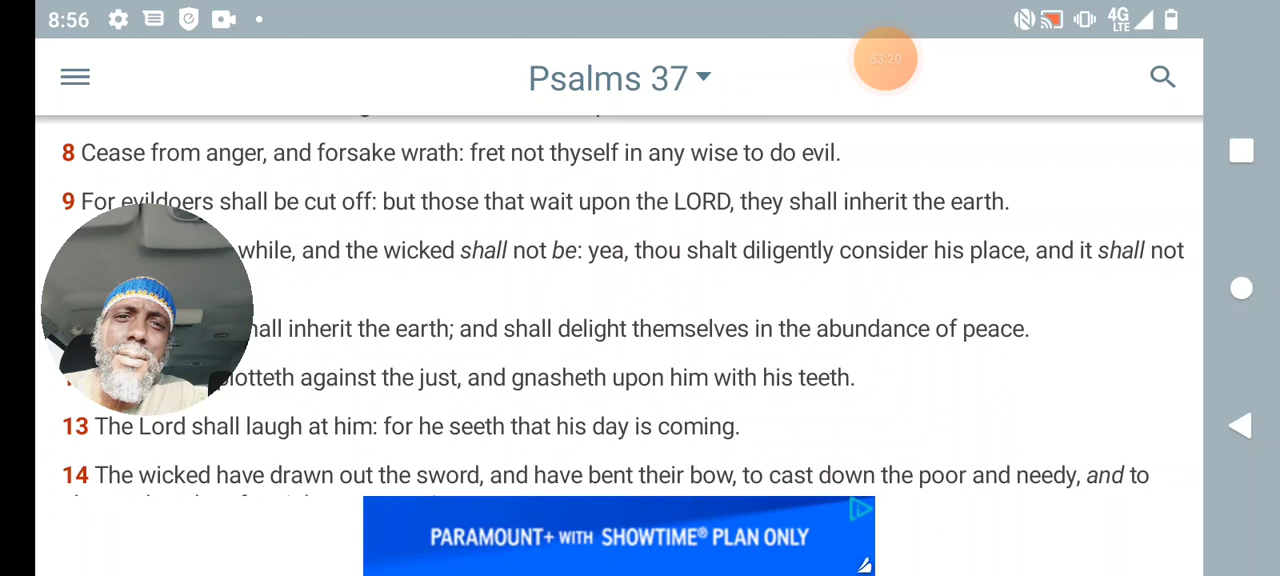 8:56
4G
LTE
Psalms 37
53:20
8 Cease from anger, and forsake wrath: fret not thyself in any wise to do evil.
9 For evildoers shall be cut off: but those that wait upon the LORD, they shall inherit the earth.
while, and the wicked shall not be: yea, thou shalt diligently consider his place, and it shall not
shall inherit the earth; and shall delight themselves in the abundance of peace.
plotteth against the just, and gnasheth upon him with his teeth.
13 The Lord shall laugh at him: for he seeth that his day is coming.
14 The wicked have drawn out the sword, and have bent their bow, to cast down the poor and needy, and to
PARAMOUNT+ WITH SHOWTIME® PLAN ONLY